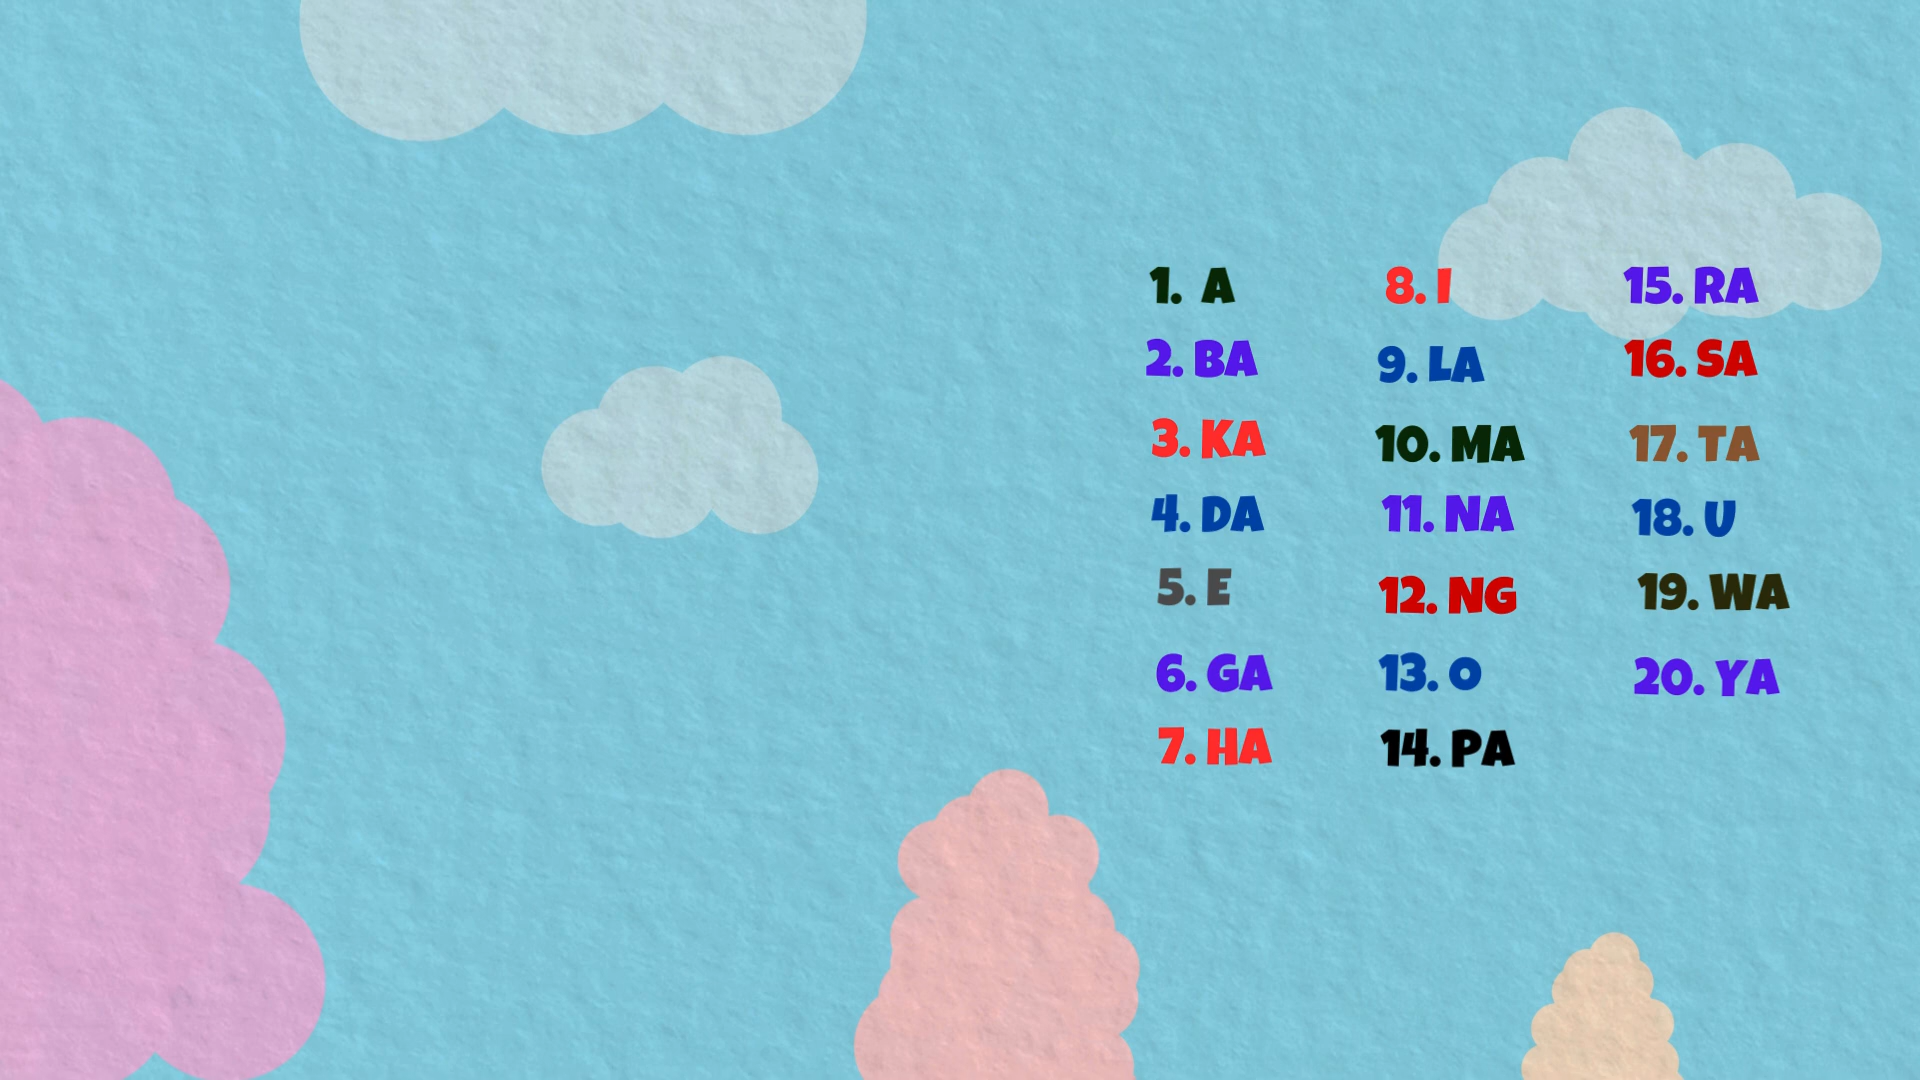 1. A
2. BA
3. KA
4. DA
5. E
6. GA
7. HA
8. I
9. LA
10. MA
11. NA
12. NG
13. O
14. PA
15. RA
16. SA
17. TA
18. U
19. WA
20. YA